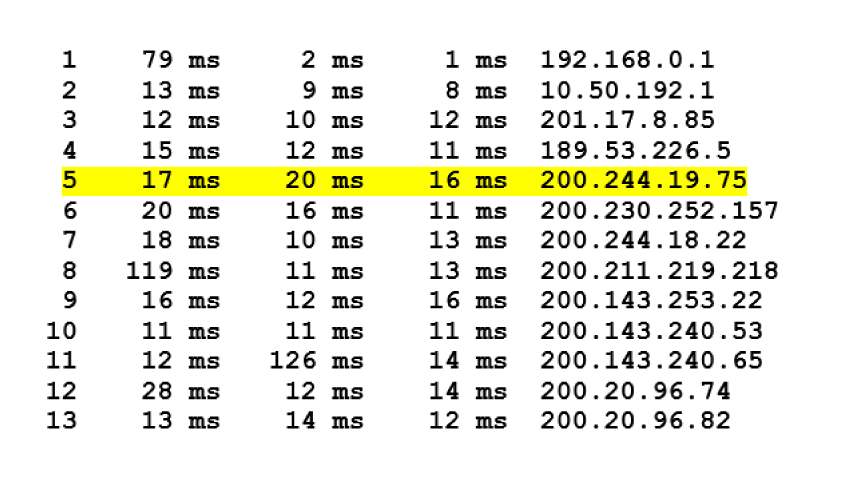 1 79 ms 2 ms 1 ms 192.168.0.1
2 13 ms 9 ms 8 ms 10.50.192.1
3 12 ms 10 ms 12 ms 201.17.8.85
4 15 ms 12 ms 11 ms 189.53.226.5
5 17 ms 20 ms 16 ms 200.244.19.75
6 20 ms 16 ms 11 ms 200.230.252.157
7 18 ms 10 ms 13 ms 200.244.18.22
8 119 ms 11 ms 13 ms 200.211.219.218
9 16 ms 12 ms 16 ms 200.143.253.22
10 11 ms 11 ms 11 ms 200.143.240.53
11 12 ms 126 ms 14 ms 200.143.240.65
12 28 ms 12 ms 14 ms 200.20.96.74
13 13 ms 14 ms 12 ms 200.20.96.82